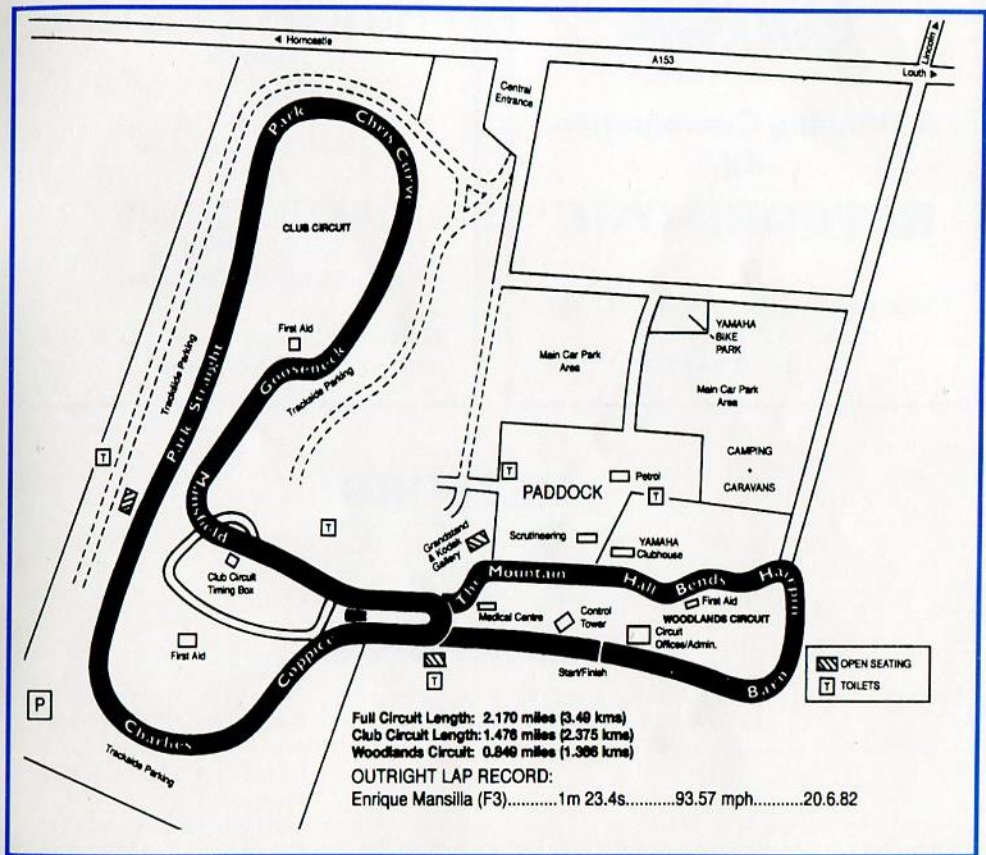 Horncastle
A153
Lincoln
Louth
Central
Entrance
Park
Chris Curve
CLUB CIRCUIT
First Aid
Gooseneck
Trackside Parking
Trackside Parking
Park Straight
Mansfield
T
T
Club Circuit
Timing Box
First Aid
P
Charlies
Trackside Parking
Coppice
YAMAHA
BIKE
PARK
Main Car Park
Area
Main Car Park
Area
CAMPING
+
CARAVANS
T
Petrol
PADDOCK
T
Scrutineering
YAMAHA
Clubhouse
Grandstand
& Kodak
Gallery
The Mountain
Hall Bends
Hairpin
Medical Centre
Control
Tower
First Aid
WOODLANDS CIRCUIT
Circuit
Offices/Admin.
Start/Finish
Barn
T
OPEN SEATING
T TOILETS
Full Circuit Length: 2.170 miles (3.49 kms)
Club Circuit Length: 1.476 miles (2.375 kms)
Woodlands Circuit: 0.849 miles (1.366 kms)
OUTRIGHT LAP RECORD:
Enrique Mansilla (F3)...........1m 23.4s..........93.57 mph..........20.6.82